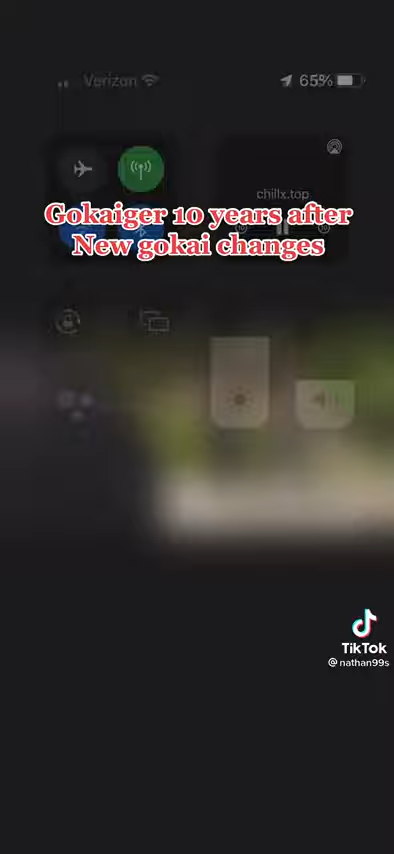 Verizon
65%
chillx.top
Gokaiger 10 years after
New gokai changes
TikTok
@nathan99s